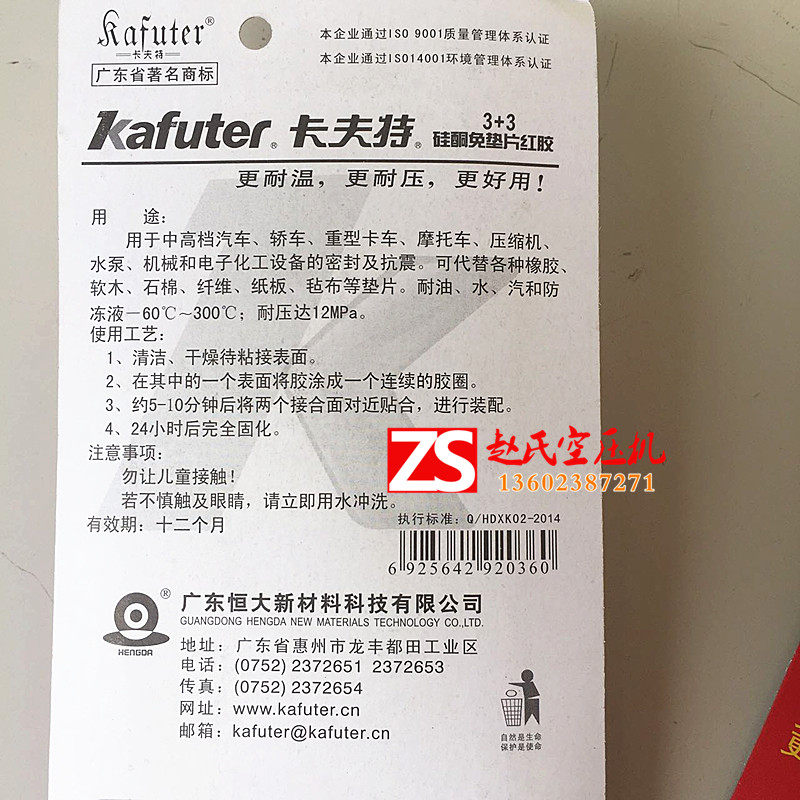 Kafuter®
卡夫特
广东省著名商标
本企业通过ISO 9001质量管理体系认证
本企业通过ISO14001环境管理体系认证
Kafuter® 卡夫特®
3+3
硅酮免垫片红胶
更耐温，更耐压，更好用！
用 途：
用于中高档汽车、轿车、重型卡车、摩托车、压缩机、
水泵、机械和电子化工设备的密封及抗震。可代替各种橡胶、
软木、石棉、纤维、纸板、毡布等垫片。耐油、水、汽和防
冻液－60℃～300℃；耐压达12MPa。
使用工艺：
1、清洁、干燥待粘接表面。
2、在其中的一个表面将胶涂成一个连续的胶圈。
3、约5-10分钟后将两个接合面对近贴合，进行装配。
4、24小时后完全固化。
注意事项：
勿让儿童接触！
若不慎触及眼睛，请立即用水冲洗。
有效期：十二个月
ZS 赵氏空压机
13602387271
执行标准：Q/HDXK02-2014
6 925642 920360
HENGDA
®
广东恒大新材料科技有限公司
GUANGDONG HENGDA NEW MATERIALS TECHNOLOGY CO.,LTD.
地址：广东省惠州市龙丰都田工业区
电话：(0752) 2372651 2372653
传真：(0752) 2372654
网址：www.kafuter.cn
邮箱：kafuter@kafuter.cn
自然是生命
保护是使命